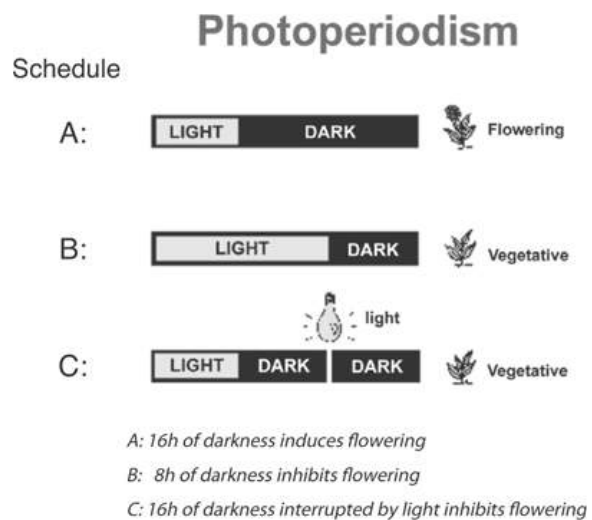 Photoperiodism
Schedule
A: LIGHT DARK Flowering
B: LIGHT DARK Vegetative
light
C: LIGHT DARK DARK Vegetative
A: 16h of darkness induces flowering
B: 8h of darkness inhibits flowering
C: 16h of darkness interrupted by light inhibits flowering